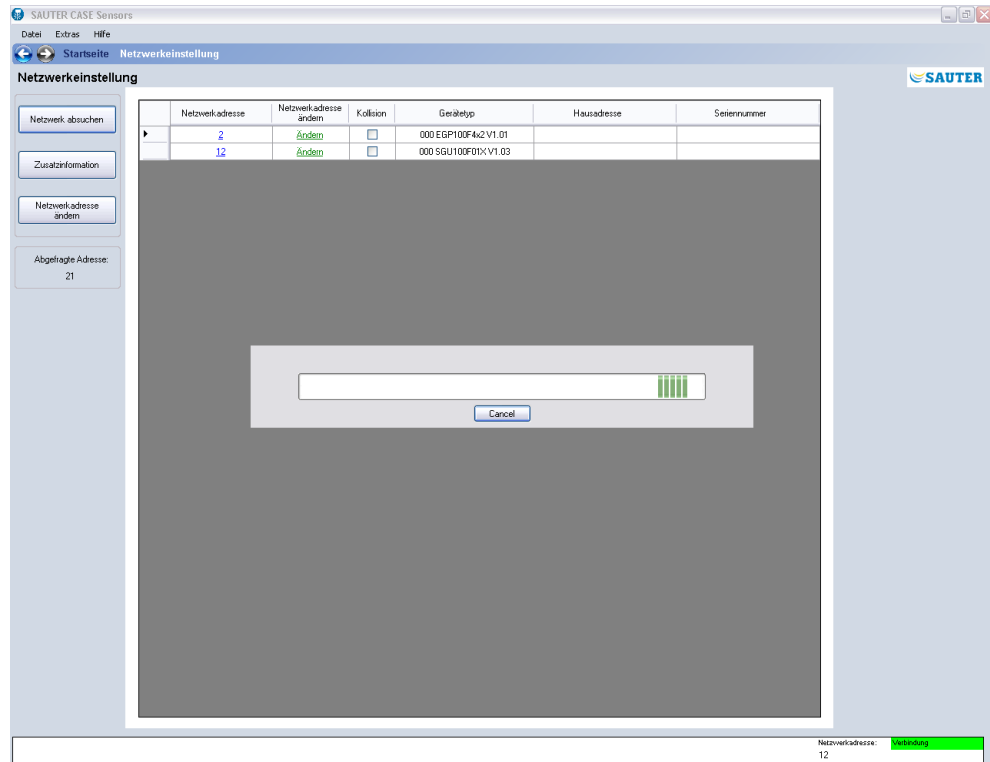 SAUTER CASE Sensors
Datei Extras Hilfe
Startseite Netzwerkeinstellung
Netzwerkeinstellung
SAUTER
Netzwerk absuchen
Zusatzinformation
Netzwerkadresse
ändern
Abgefragte Adresse:
21
Netzwerkadresse Netzwerkadresse ändern Kollision Gerätetyp Hausadresse Seriennummer
2 Ändern 000 EGP100F4x2 V1.01
12 Ändern 000 SGU100F01X V1.03
Cancel
Netzwerkadresse: Verbindung
12